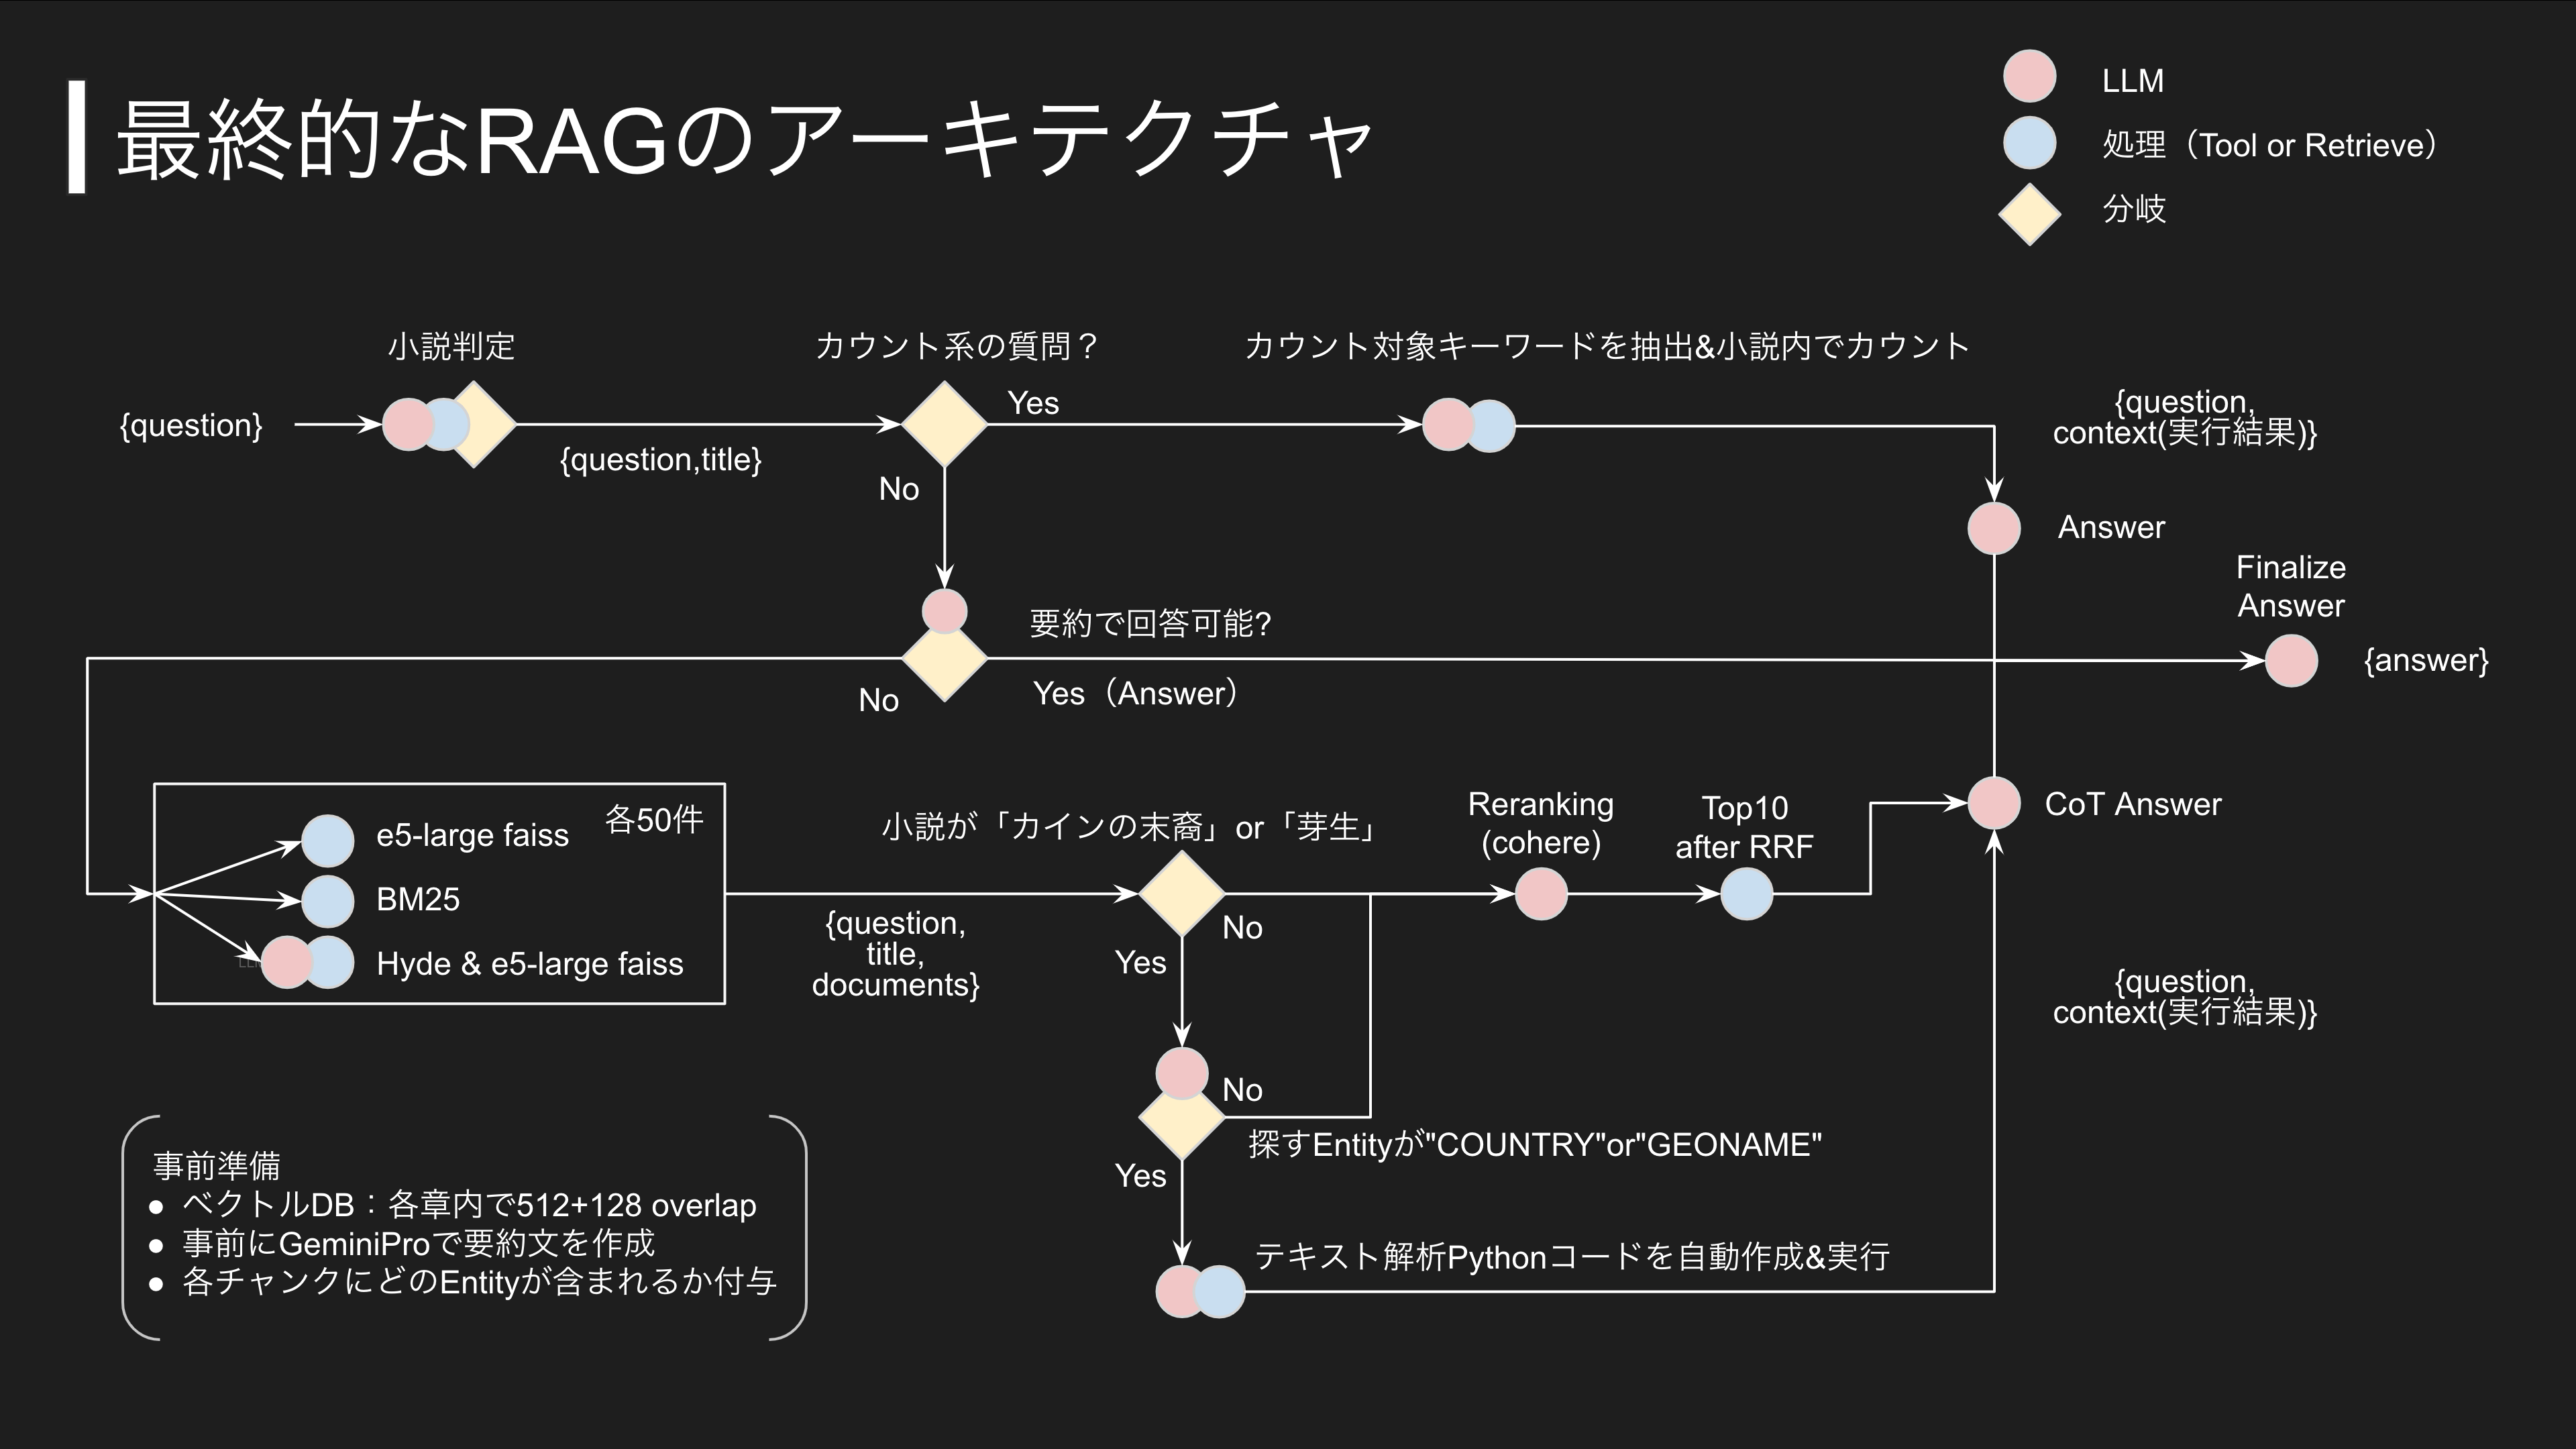 最終的なRAGのアーキテクチャ
LLM
処理（Tool or Retrieve）
分岐
小説判定
カウント系の質問？
カウント対象キーワードを抽出&小説内でカウント
{question}
{question,title}
Yes
No
{question,
context(実行結果)}
Answer
Finalize
Answer
要約で回答可能?
{answer}
No
Yes（Answer）
各50件
e5-large faiss
BM25
Hyde & e5-large faiss
{question,
title,
documents}
小説が「カインの末裔」or「芽生」
No
Yes
Reranking
(cohere)
Top10
after RRF
CoT Answer
{question,
context(実行結果)}
No
探すEntityが"COUNTRY"or"GEONAME"
Yes
テキスト解析Pythonコードを自動作成&実行
事前準備
● ベクトルDB：各章内で512+128 overlap
● 事前にGeminiProで要約文を作成
● 各チャンクにどのEntityが含まれるか付与